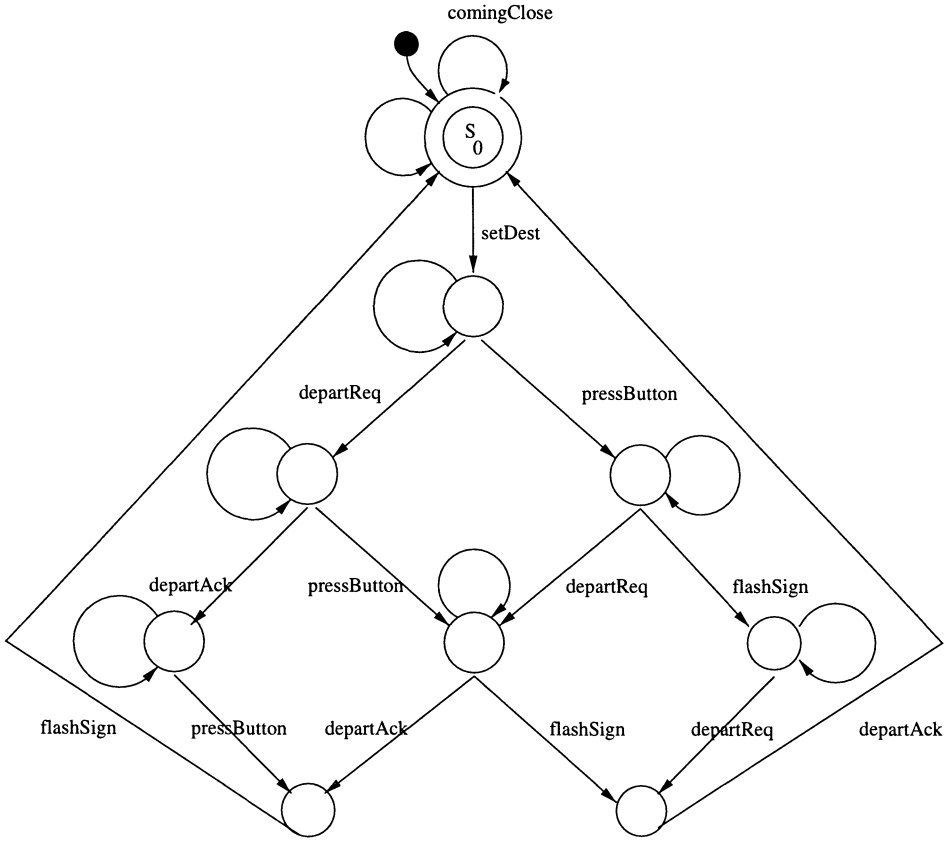 comingClose
S
0
setDest
departReq
pressButton
departAck
pressButton
departReq
flashSign
flashSign
pressButton
departAck
flashSign
departReq
departAck